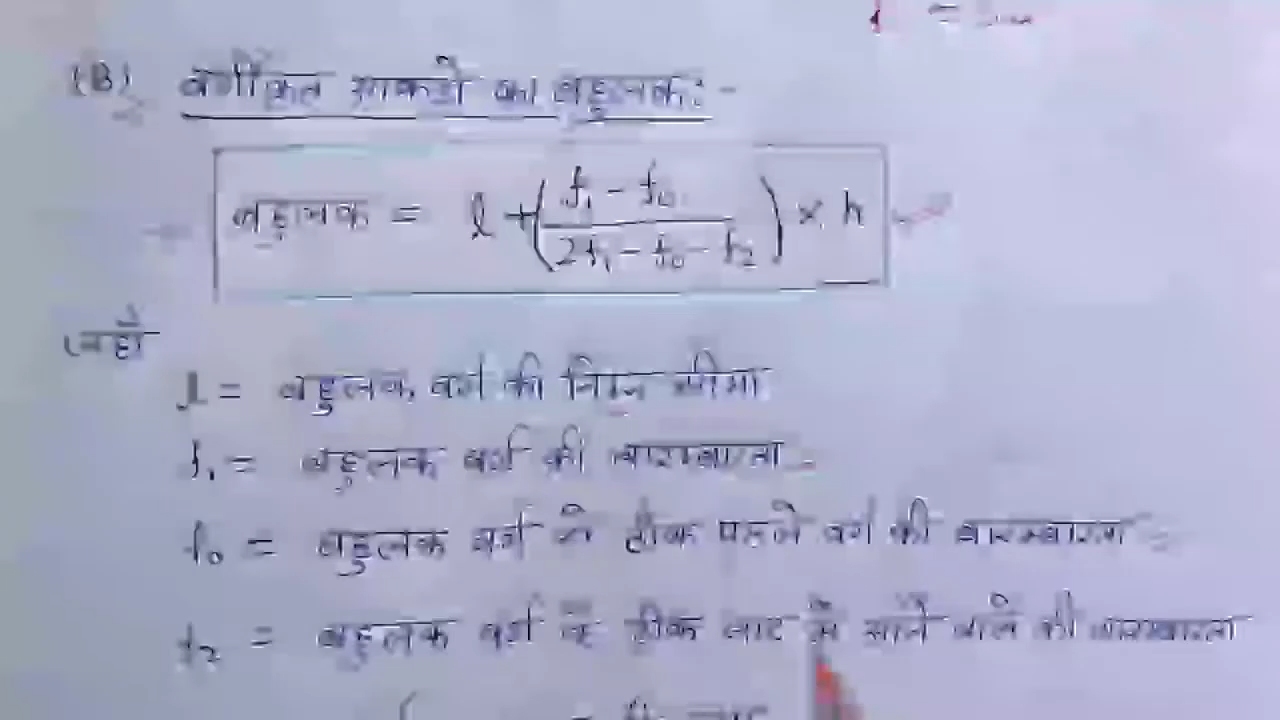 (B) वर्गीकृत आकडो का बहुलक: -
बहुलक = l + (f₁ - f₀ / 2f₁ - f₀ - f₂) × h
जहाँ
l = बहुलक वर्ग की निम्न सीमा
f₁ = बहुलक वर्ग की बारम्बारता
f₀ = बहुलक वर्ग से ठीक पहले वर्ग की बारम्बारता
f₂ = बहुलक वर्ग के ठीक बाद में आने वाले की बारम्बारता